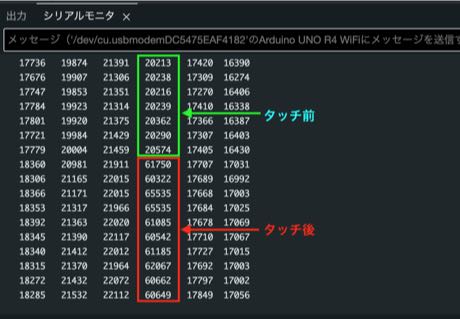 出力 シリアルモニタ ×
メッセージ（'/dev/cu.usbmodemDC5475EAF4182'のArduino UNO R4 WiFiにメッセージを送信す
17736 19874 21391 20213 17420 16390
17676 19907 21306 20238 17309 16274
17747 19853 21351 20216 17270 16406
17784 19923 21314 20239 17410 16338
17801 19920 21375 20362 17366 16387
17721 19984 21429 20290 17307 16403
17779 20004 21459 20574 17405 16430
タッチ前
18360 20981 21911 61750 17707 17031
18306 21165 22015 60322 17689 16992
18366 21171 22015 65535 17668 17003
18353 21317 21966 65535 17684 17025
18392 21363 22020 61085 17678 17069
18345 21390 22117 60542 17710 17067
18340 21412 22012 61185 17727 17015
18315 21370 21964 62067 17692 17003
18272 21432 22072 60662 17797 17002
18285 21532 22112 60649 17849 17056
タッチ後